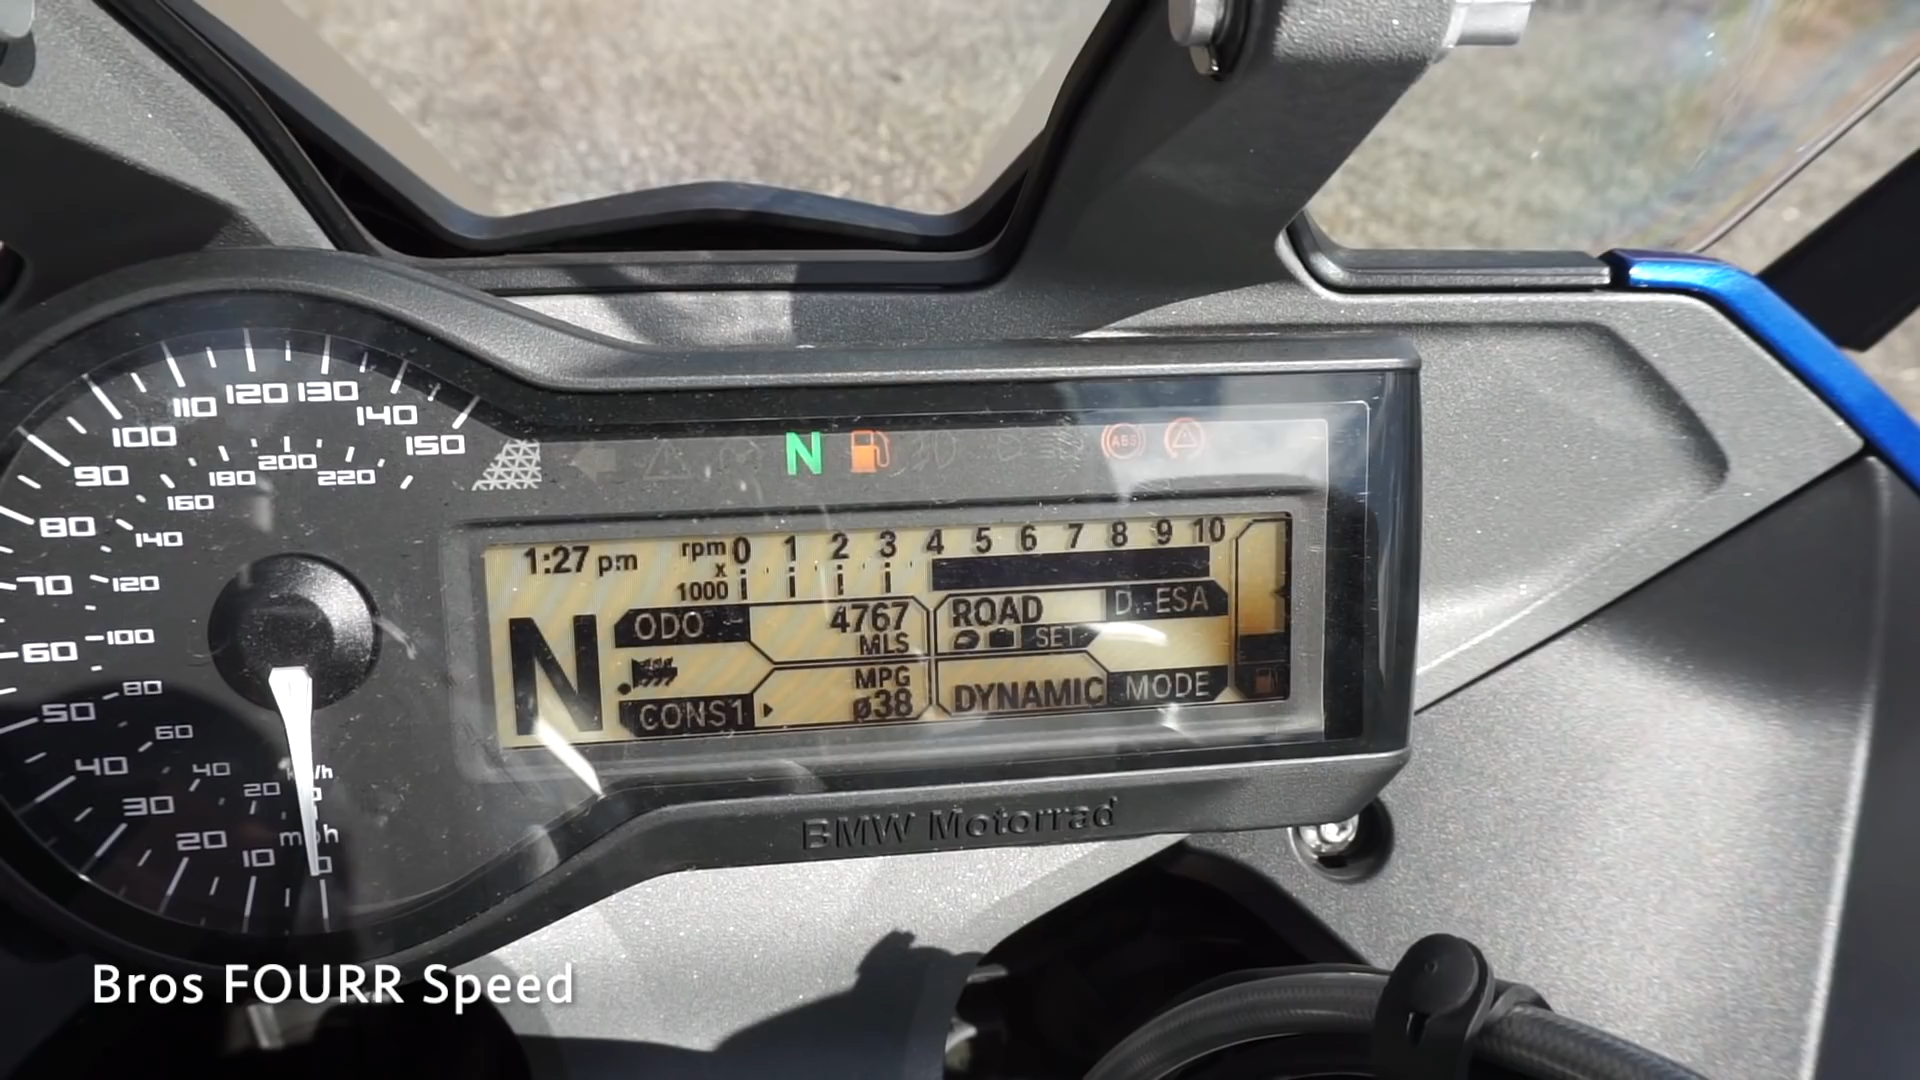 110 120 130 140 150
100 90 80 70 60 50 40 30 20 10 0
220 200 180 160 140 120 100 80 60 40 20
km/h
mph
N
ABS
1:27 pm
rpm x 1000
0 1 2 3 4 5 6 7 8 9 10
N
ODO 4767 MLS
ROAD D-ESA
SET
CONS1 MPG ø38
DYNAMIC MODE
BMW Motorrad
Bros FOURR Speed